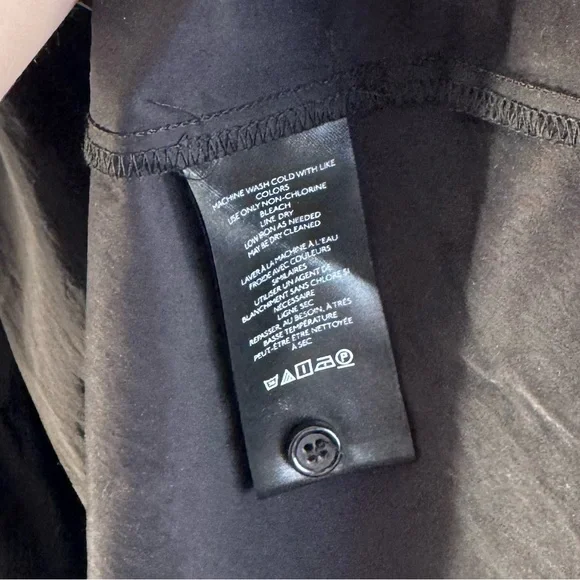 MACHINE WASH COLD WITH LIKE
COLORS
USE ONLY NON-CHLORINE
BLEACH
LINE DRY
LOW IRON AS NEEDED
MAY BE DRY CLEANED
LAVER À LA MACHINE À L'EAU
FROIDE AVEC COULEURS
SIMILAIRES
UTILISER UN AGENT DE
BLANCHIMENT SANS CHLORE SI
NÉCESSAIRE
LIGNE SEC
REPASSER, AU BESOIN, À TRÈS
BASSE TEMPÉRATURE
PEUT-ÊTRE ÊTRE NETTOYÉE
À SEC
P